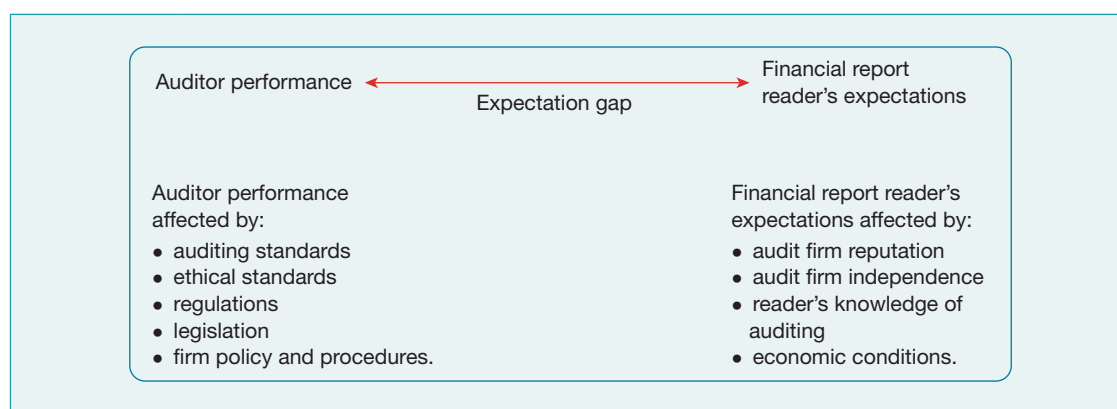 Auditor performance
Expectation gap
Financial report
reader's expectations
Auditor performance
affected by:
• auditing standards
• ethical standards
• regulations
• legislation
• firm policy and procedures.
Financial report reader's
expectations affected by:
• audit firm reputation
• audit firm independence
• reader's knowledge of
auditing
• economic conditions.